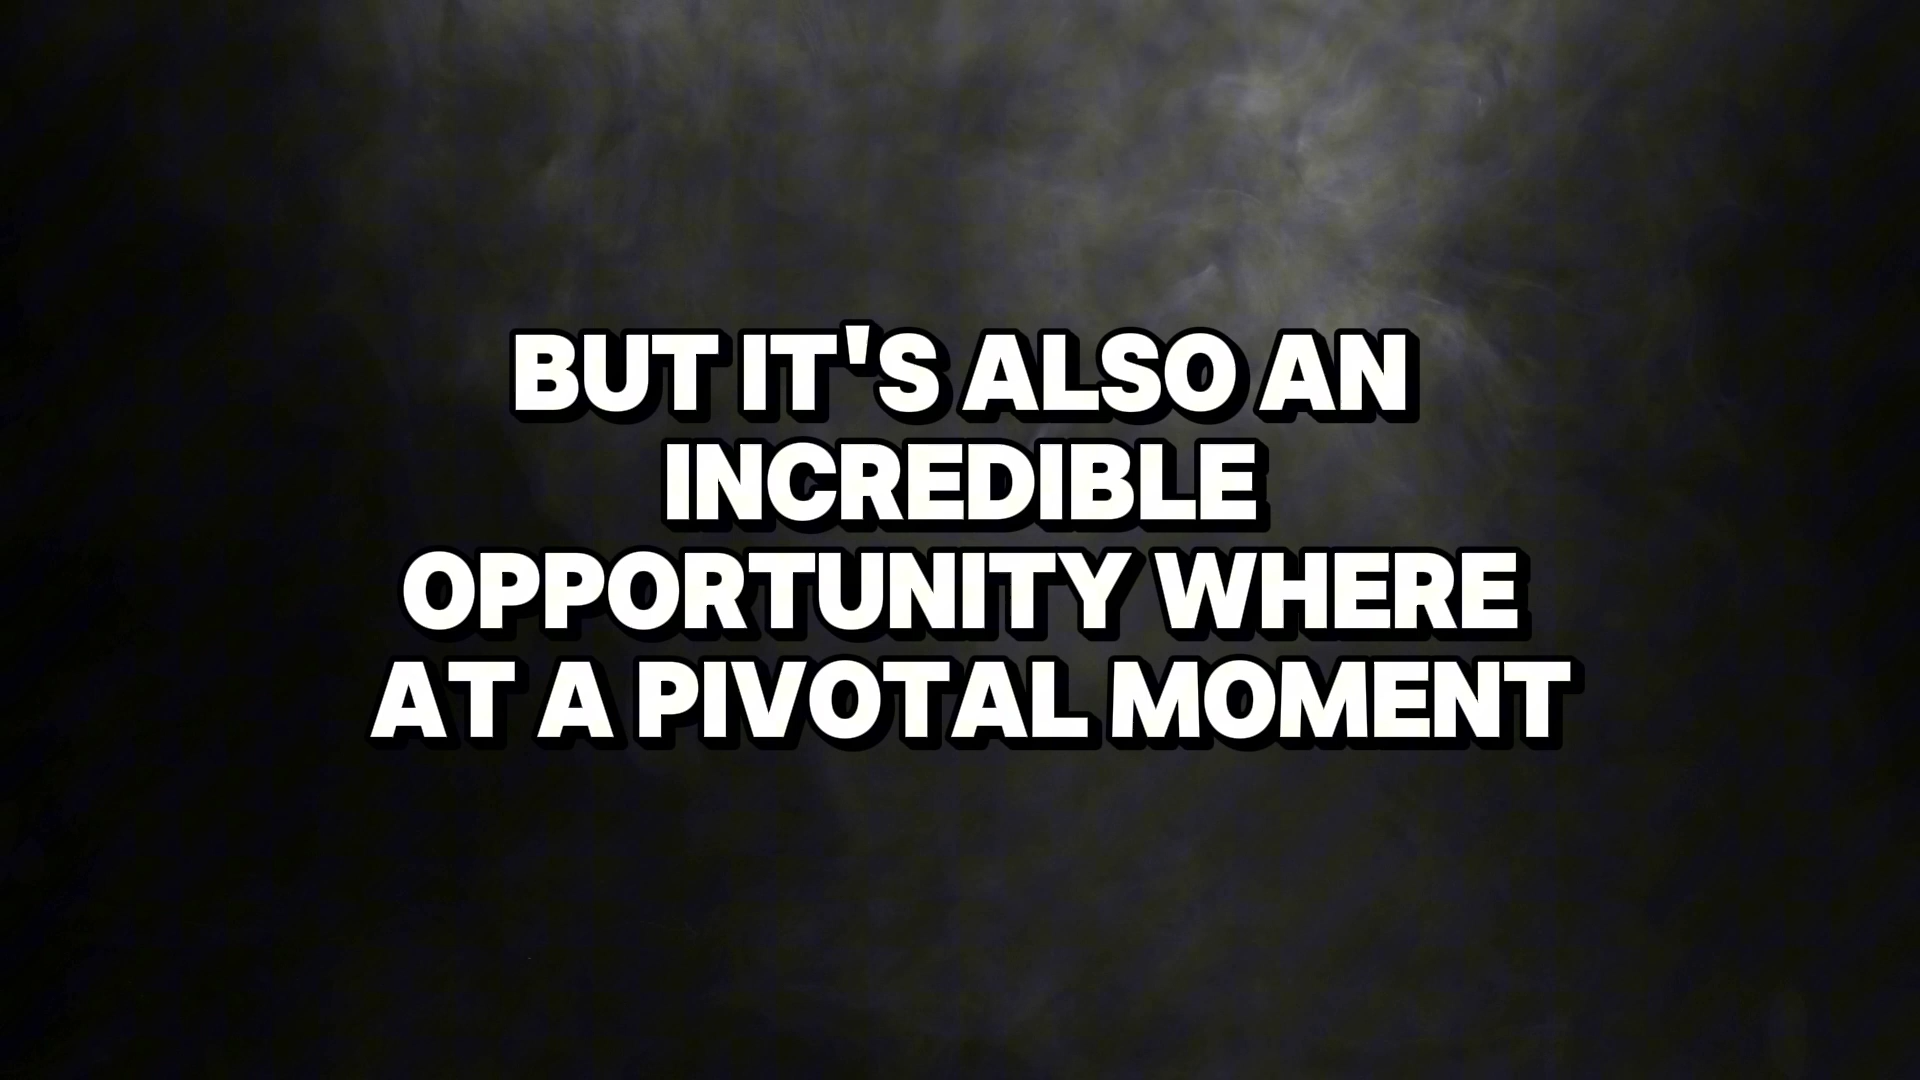 BUT IT'S ALSO AN
INCREDIBLE
OPPORTUNITY WHERE
AT A PIVOTAL MOMENT